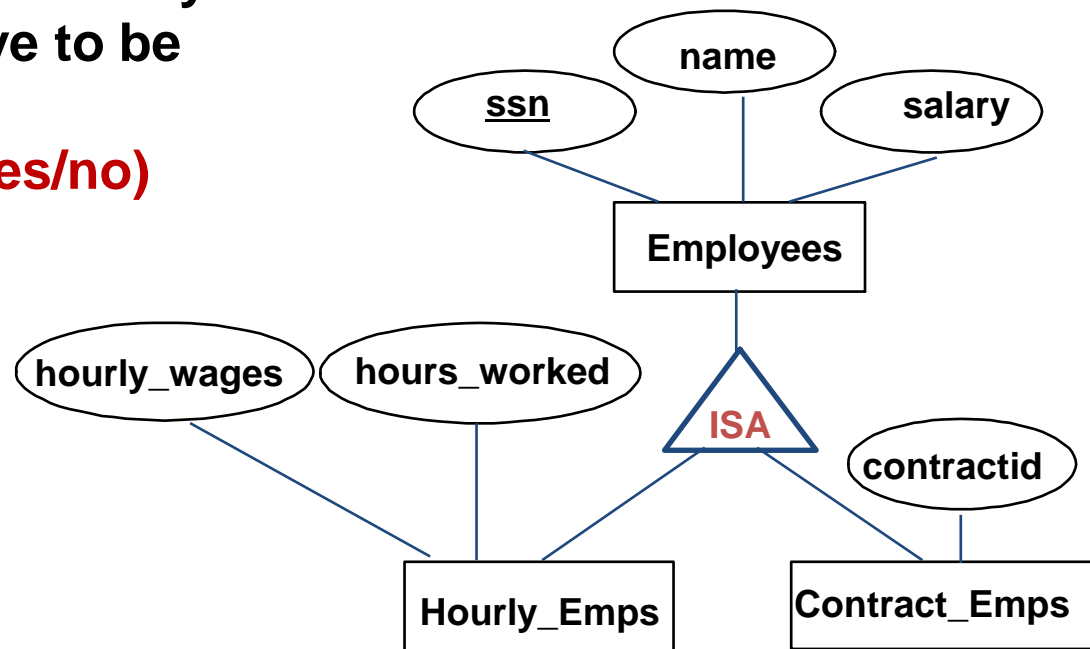 ve to be
es/no)
name
ssn
salary
Employees
hourly_wages
hours_worked
ISA
contractid
Hourly_Emps
Contract_Emps